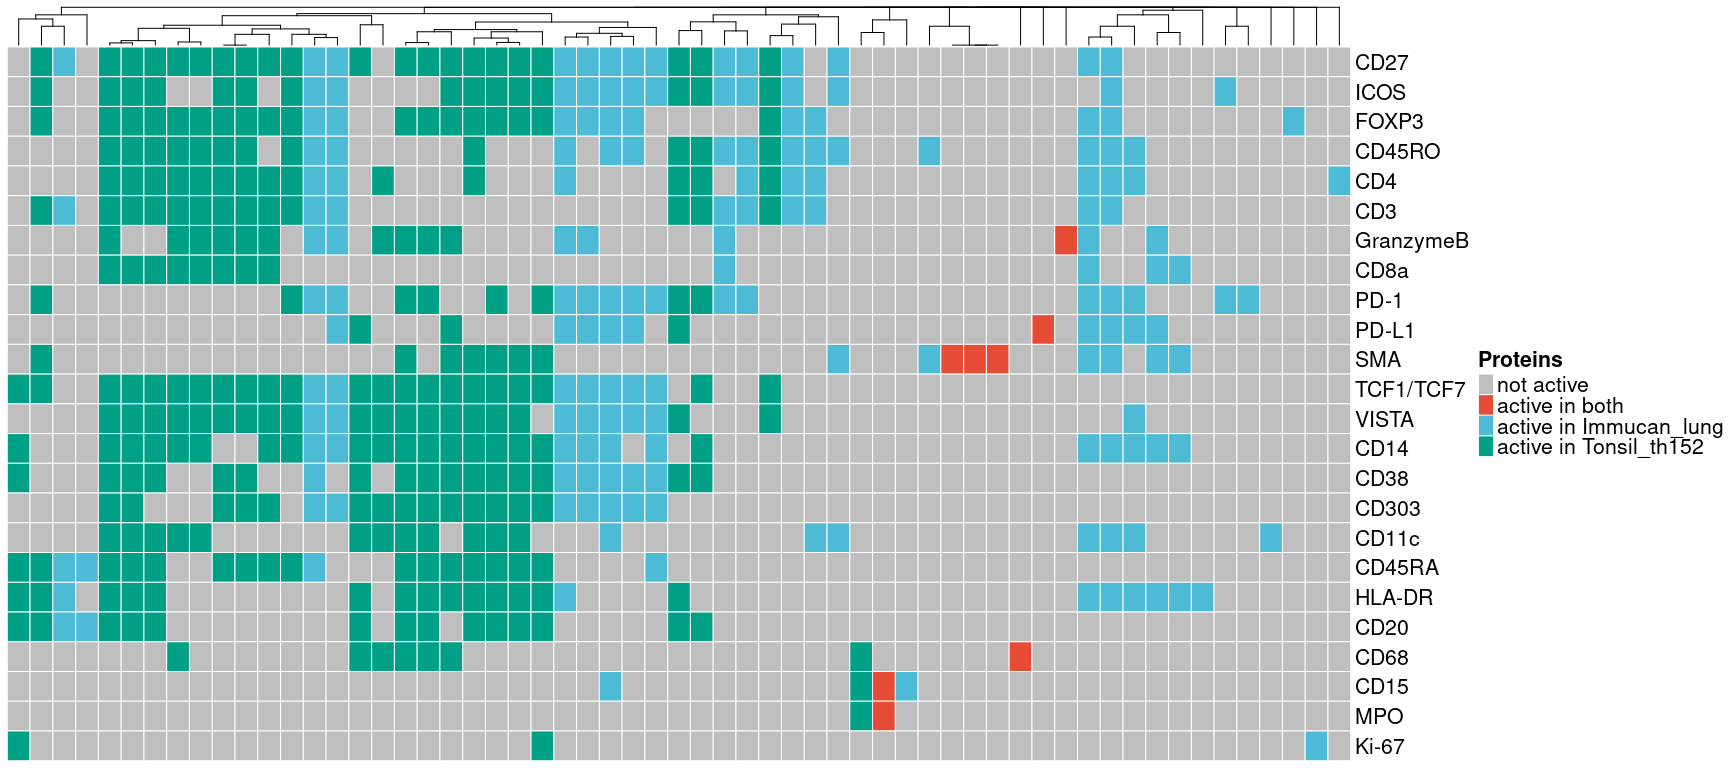 CD27
ICOS
FOXP3
CD45RO
CD4
CD3
GranzymeB
CD8a
PD-1
PD-L1
SMA
TCF1/TCF7
VISTA
CD14
CD38
CD303
CD11c
CD45RA
HLA-DR
CD20
CD68
CD15
MPO
Ki-67
Proteins
not active
active in both
active in Immucan_lung
active in Tonsil_th152